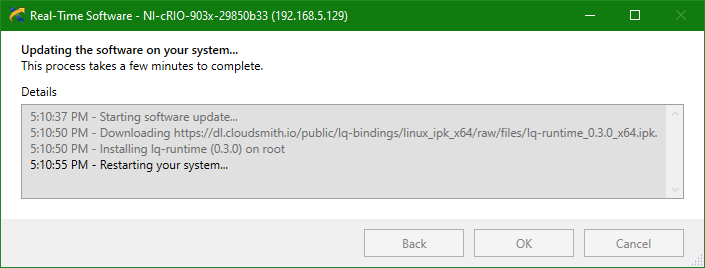 Real-Time Software - NI-cRIO-903x-29850b33 (192.168.5.129)
Updating the software on your system...
This process takes a few minutes to complete.
Details
5:10:37 PM - Starting software update...
5:10:50 PM - Downloading https://dl.cloudsmith.io/public/lq-bindings/linux_ipk_x64/raw/files/lq-runtime_0.3.0_x64.ipk.
5:10:50 PM - Installing lq-runtime (0.3.0) on root
5:10:55 PM - Restarting your system...
Back OK Cancel